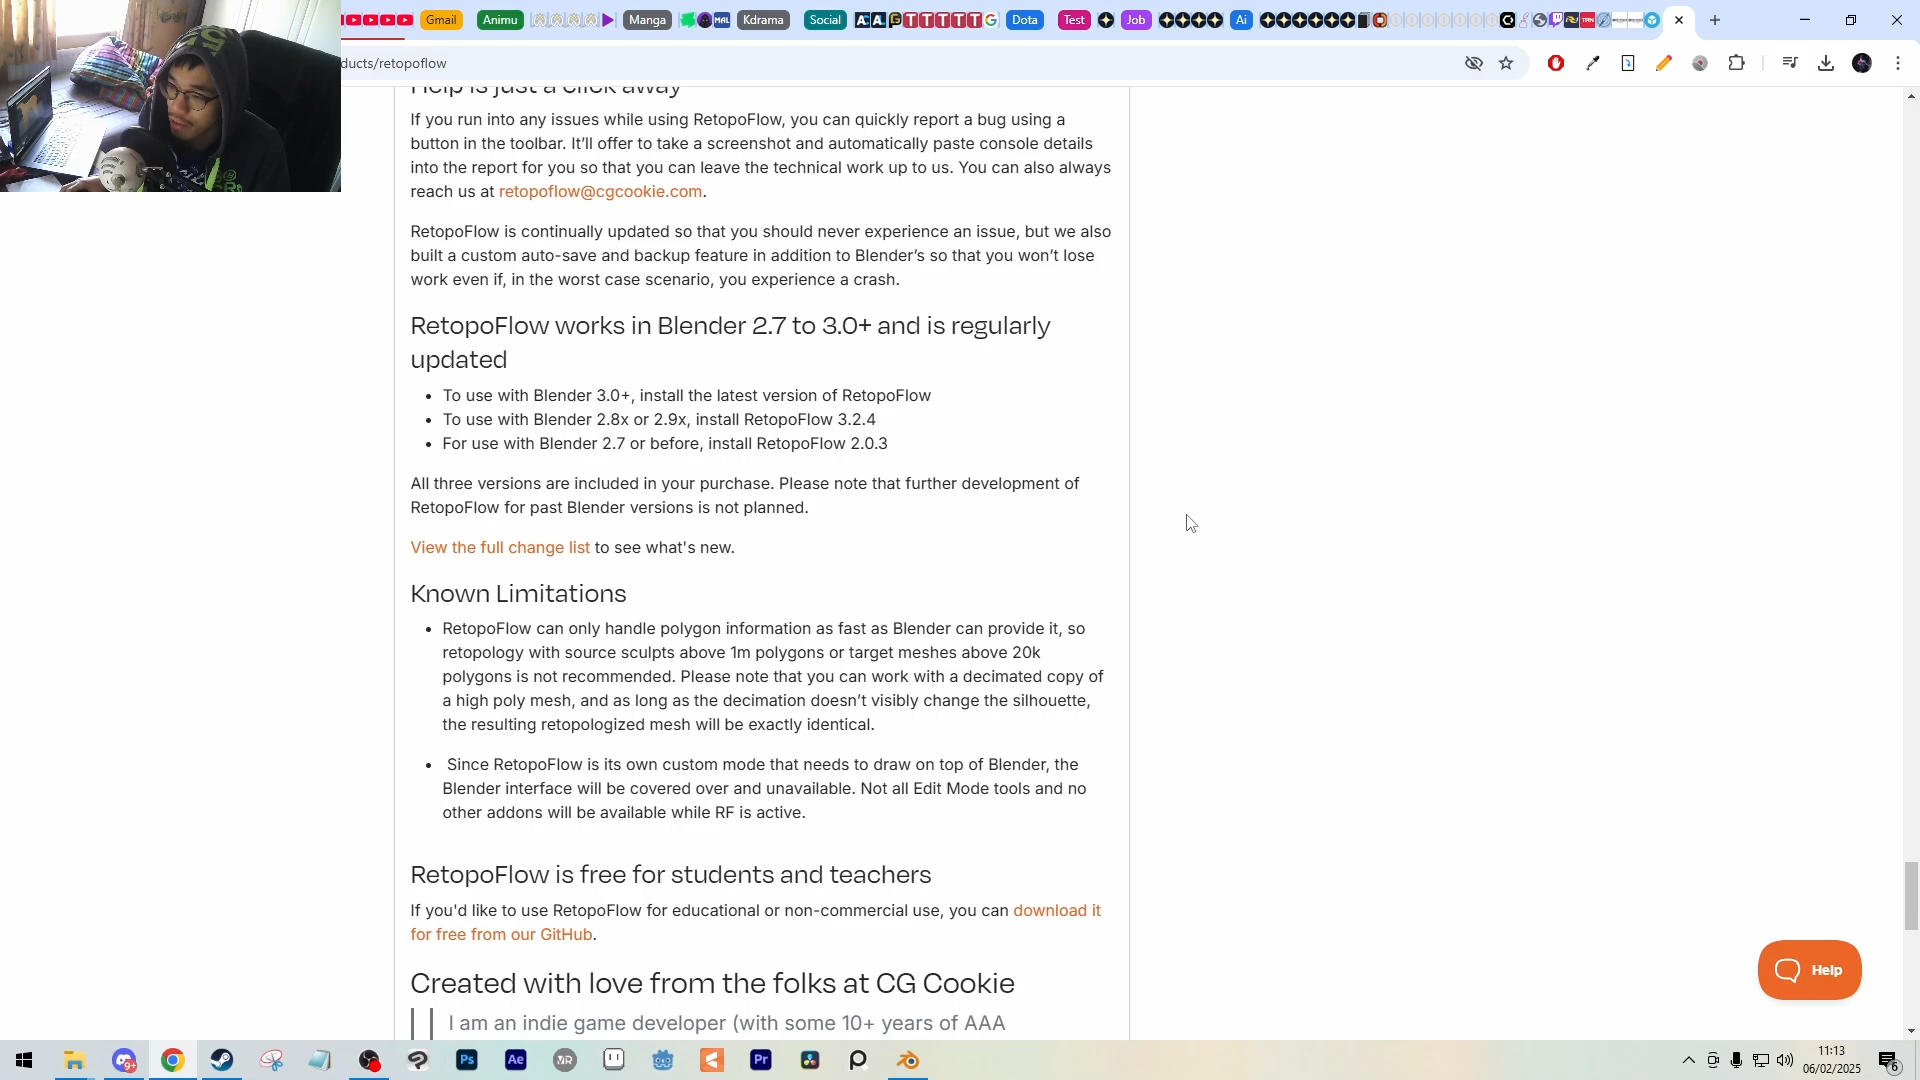 Gmail
Animu
Manga
MAL
Kdrama
Social
Dota
Test
Job
Ai
TRN
ducts/retopoflow
Help is just a click away
If you run into any issues while using RetopoFlow, you can quickly report a bug using a
button in the toolbar. It’ll offer to take a screenshot and automatically paste console details
into the report for you so that you can leave the technical work up to us. You can also always
reach us at retopoflow@cgcookie.com.
RetopoFlow is continually updated so that you should never experience an issue, but we also
built a custom auto-save and backup feature in addition to Blender’s so that you won’t lose
work even if, in the worst case scenario, you experience a crash.
RetopoFlow works in Blender 2.7 to 3.0+ and is regularly
updated
• To use with Blender 3.0+, install the latest version of RetopoFlow
• To use with Blender 2.8x or 2.9x, install RetopoFlow 3.2.4
• For use with Blender 2.7 or before, install RetopoFlow 2.0.3
All three versions are included in your purchase. Please note that further development of
RetopoFlow for past Blender versions is not planned.
View the full change list to see what's new.
Known Limitations
• RetopoFlow can only handle polygon information as fast as Blender can provide it, so
retopology with source sculpts above 1m polygons or target meshes above 20k
polygons is not recommended. Please note that you can work with a decimated copy of
a high poly mesh, and as long as the decimation doesn’t visibly change the silhouette,
the resulting retopologized mesh will be exactly identical.
• Since RetopoFlow is its own custom mode that needs to draw on top of Blender, the
Blender interface will be covered over and unavailable. Not all Edit Mode tools and no
other addons will be available while RF is active.
RetopoFlow is free for students and teachers
If you'd like to use RetopoFlow for educational or non-commercial use, you can download it
for free from our GitHub.
Created with love from the folks at CG Cookie
I am an indie game developer (with some 10+ years of AAA
Help
9+
Ps
Ae
Pr
11:13
06/02/2025
6